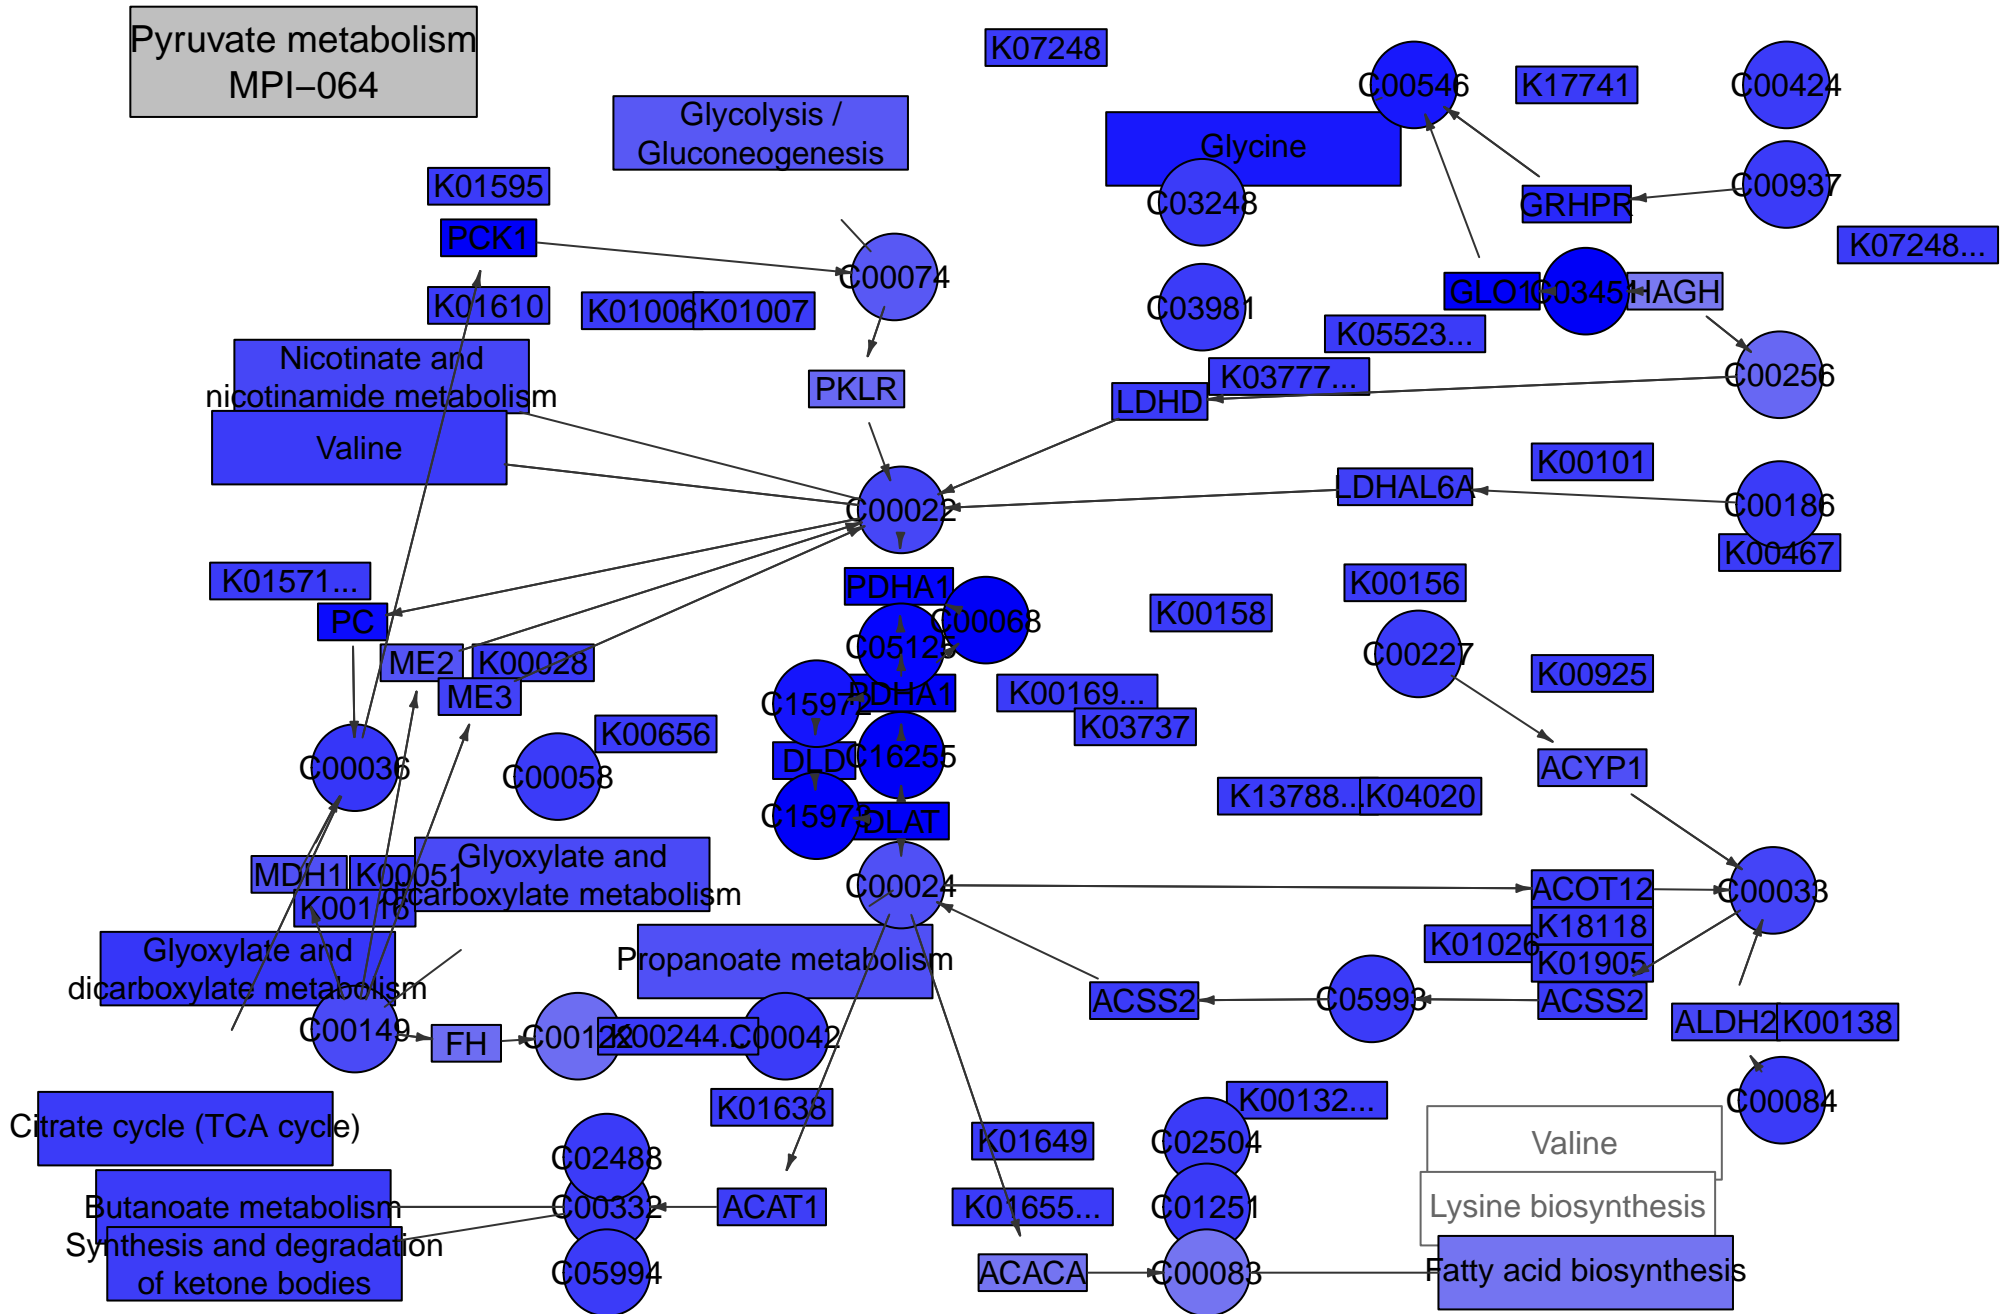 Pyruvate metabolism
MPI−064
K07248
C00546
K17741
C00424
Glycolysis /
Gluconeogenesis
Glycine
K01595
C03248
GRHPR
C00937
PCK1
K07248...
C00074
K01610
K01006
K01007
C03981
GLO1
C03451
HAGH
K05523...
Nicotinate and
nicotinamide metabolism
PKLR
K03777...
LDHD
C00256
Valine
K00101
LDHAL6A
C00022
C00186
K00467
K01571...
PDHA1
K00156
PC
C00068
K00158
C05125
C00227
ME2
K00028
ME3
C15972
PDHA1
K00169...
K00925
K03737
K00656
C00036
C00058
DLD
C16255
ACYP1
K13788...
K04020
C15973
DLAT
MDH1
K00051
Glyoxylate and
dicarboxylate metabolism
K00116
C00024
ACOT12
C00033
K18118
K01026
K01905
Glyoxylate and
dicarboxylate metabolism
Propanoate metabolism
ACSS2
C05993
ACSS2
C00149
FH
C00122
K00244...
C00042
ALDH2
K00138
K01638
K00132...
C00084
Citrate cycle (TCA cycle)
C02488
K01649
C02504
Valine
Butanoate metabolism
C00332
ACAT1
K01655...
C01251
Lysine biosynthesis
Synthesis and degradation
of ketone bodies
C05994
ACACA
C00083
Fatty acid biosynthesis